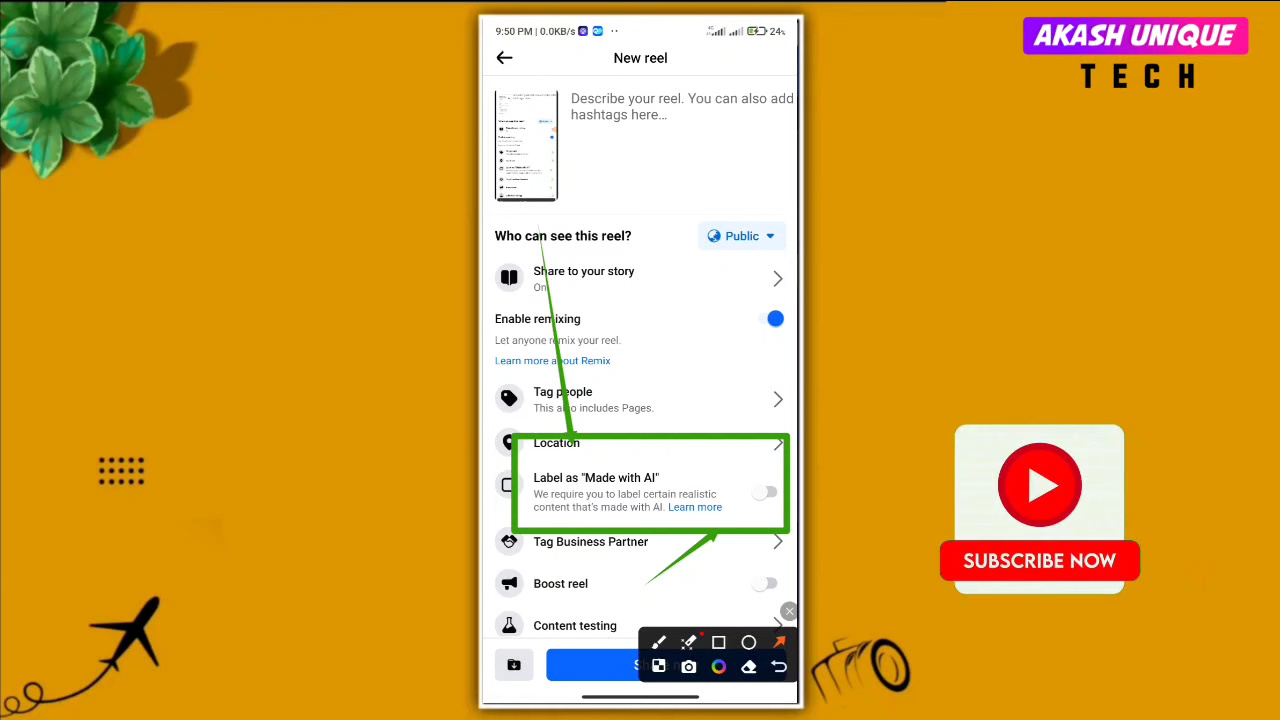 AKASH UNIQUE
TECH
9:50 PM | 0.0KB/s
4G
24%
New reel
Describe your reel. You can also add
hashtags here...
Who can see this reel?
Public
Share to your story
On
Enable remixing
Let anyone remix your reel.
Learn more about Remix
Tag people
This also includes Pages.
Location
Label as "Made with AI"
We require you to label certain realistic
content that's made with AI. Learn more
Tag Business Partner
Boost reel
Content testing
SUBSCRIBE NOW